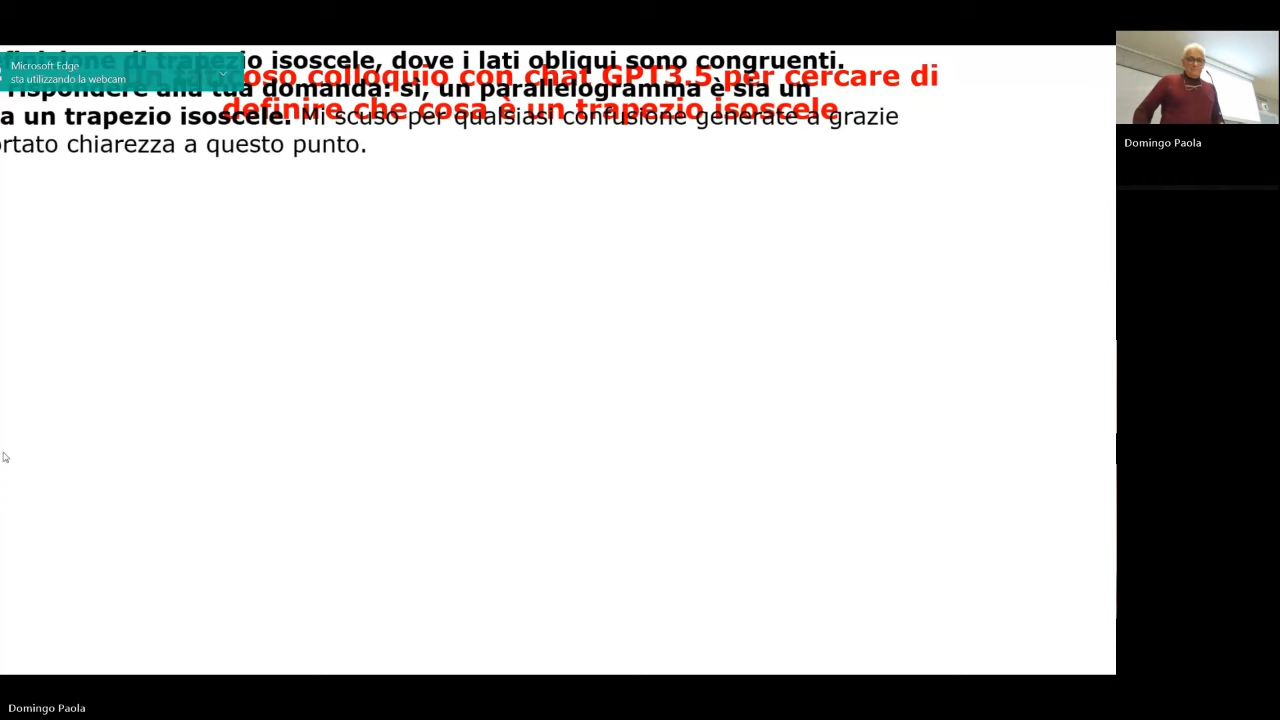 Microsoft Edge
sta utilizzando la webcam
di trapezio isoscele, dove i lati obliqui sono congruenti.
colloquio con chat GPT3.5 per cercare di
rispondere alla tua domanda: sì, un parallelogramma è sia un
definire che cosa è un trapezio isoscele
a un trapezio isoscele. Mi scuso per qualsiasi confusione generate a grazie
chiarezza a questo punto.
Domingo Paola
Domingo Paola